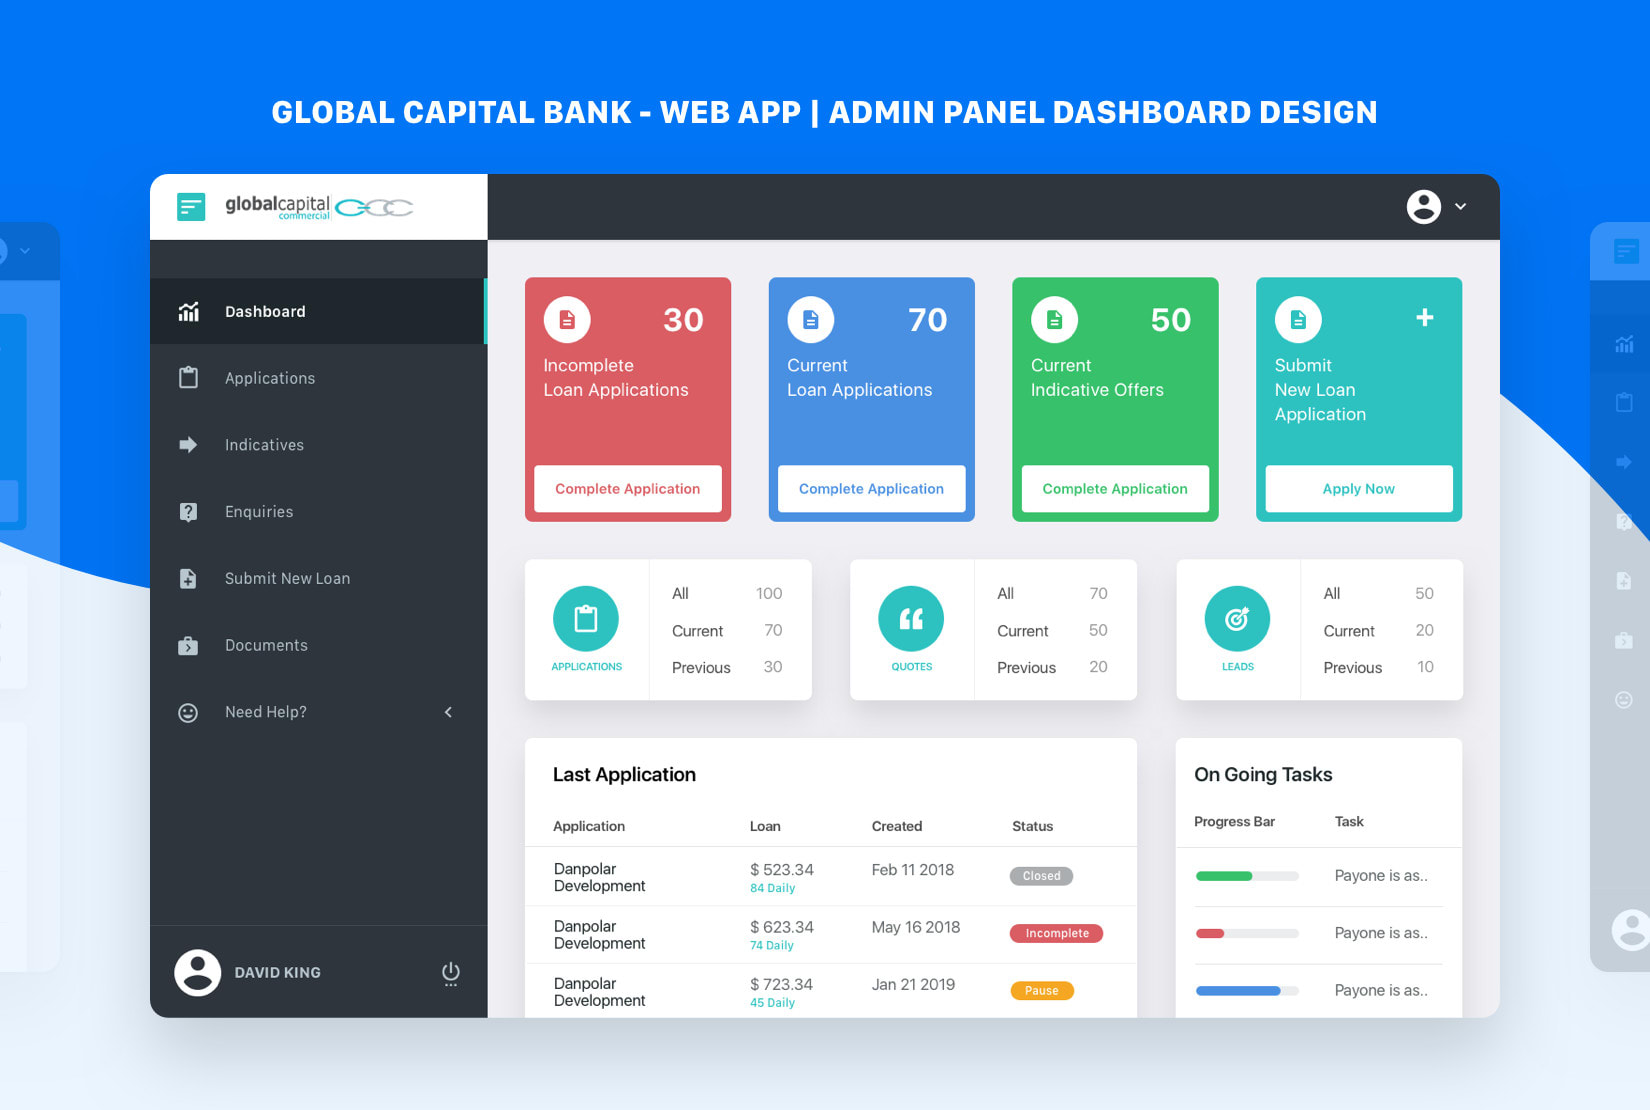 GLOBAL CAPITAL BANK - WEB APP | ADMIN PANEL DASHBOARD DESIGN
globalcapital
commercial
Dashboard
Applications
Indicatives
Enquiries
Submit New Loan
Documents
Need Help?
DAVID KING
30
Incomplete
Loan Applications
Complete Application
70
Current
Loan Applications
Complete Application
50
Current
Indicative Offers
Complete Application
+
Submit
New Loan
Application
Apply Now
APPLICATIONS
All 100
Current 70
Previous 30
QUOTES
All 70
Current 50
Previous 20
LEADS
All 50
Current 20
Previous 10
Last Application
Application Loan Created Status
Danpolar
Development
$ 523.34
84 Daily
Feb 11 2018
Closed
Danpolar
Development
$ 623.34
74 Daily
May 16 2018
Incomplete
Danpolar
Development
$ 723.34
45 Daily
Jan 21 2019
Pause
On Going Tasks
Progress Bar Task
Payone is as..
Payone is as..
Payone is as..